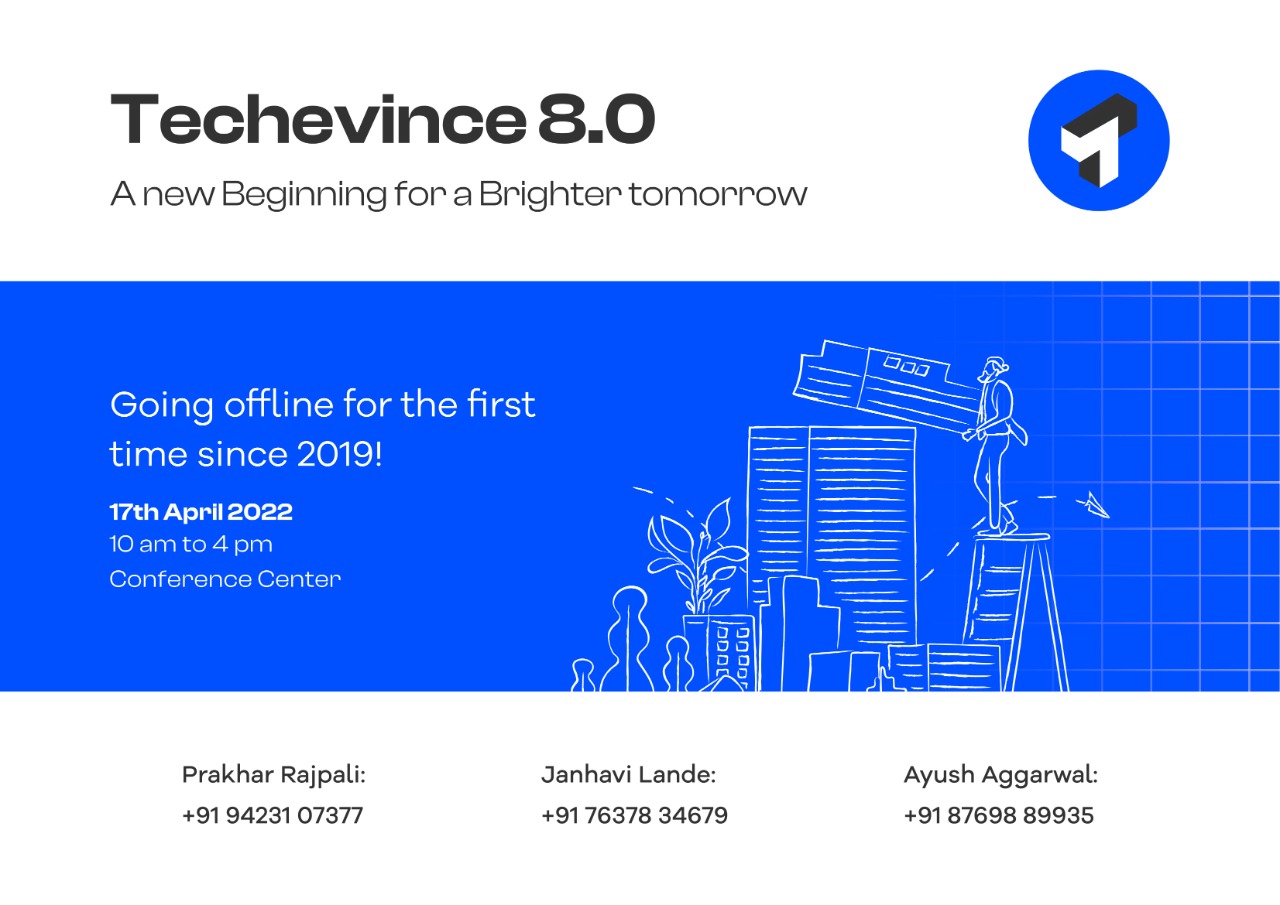 Techevince 8.0
A new Beginning for a Brighter tomorrow
Going offline for the first
time since 2019!
17th April 2022
10 am to 4 pm
Conference Center
Prakhar Rajpali:
+91 94231 07377
Janhavi Lande:
+91 76378 34679
Ayush Aggarwal:
+91 87698 89935